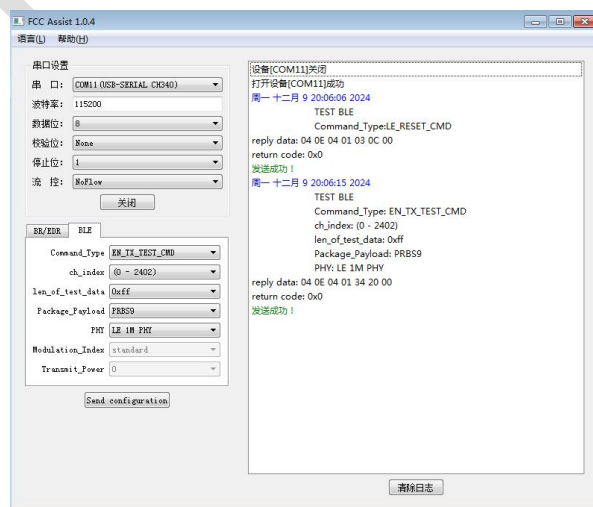 FCC Assist 1.0.4
语言(L) 帮助(H)
串口设置
串 口: COM11 (USB-SERIAL CH340)
波特率: 115200
数据位: 8
校验位: None
停止位: 1
流 控: NoFlow
关闭
BR/EDR BLE
Command_Type EN_TX_TEST_CMD
ch_index (0 - 2402)
len_of_test_data 0xff
Package_Payload PRBS9
PHY LE 1M PHY
Modulation_Index standard
Transmit_Power 0
Send configuration
设备[COM11]关闭
打开设备[COM11]成功
周一 十二月 9 20:06:06 2024
TEST BLE
Command_Type:LE_RESET_CMD
reply data: 04 0E 04 01 03 0C 00
return code: 0x0
发送成功！
周一 十二月 9 20:06:15 2024
TEST BLE
Command_Type: EN_TX_TEST_CMD
ch_index: (0 - 2402)
len_of_test_data: 0xff
Package_Payload: PRBS9
PHY: LE 1M PHY
reply data: 04 0E 04 01 34 20 00
return code: 0x0
发送成功！
清除日志